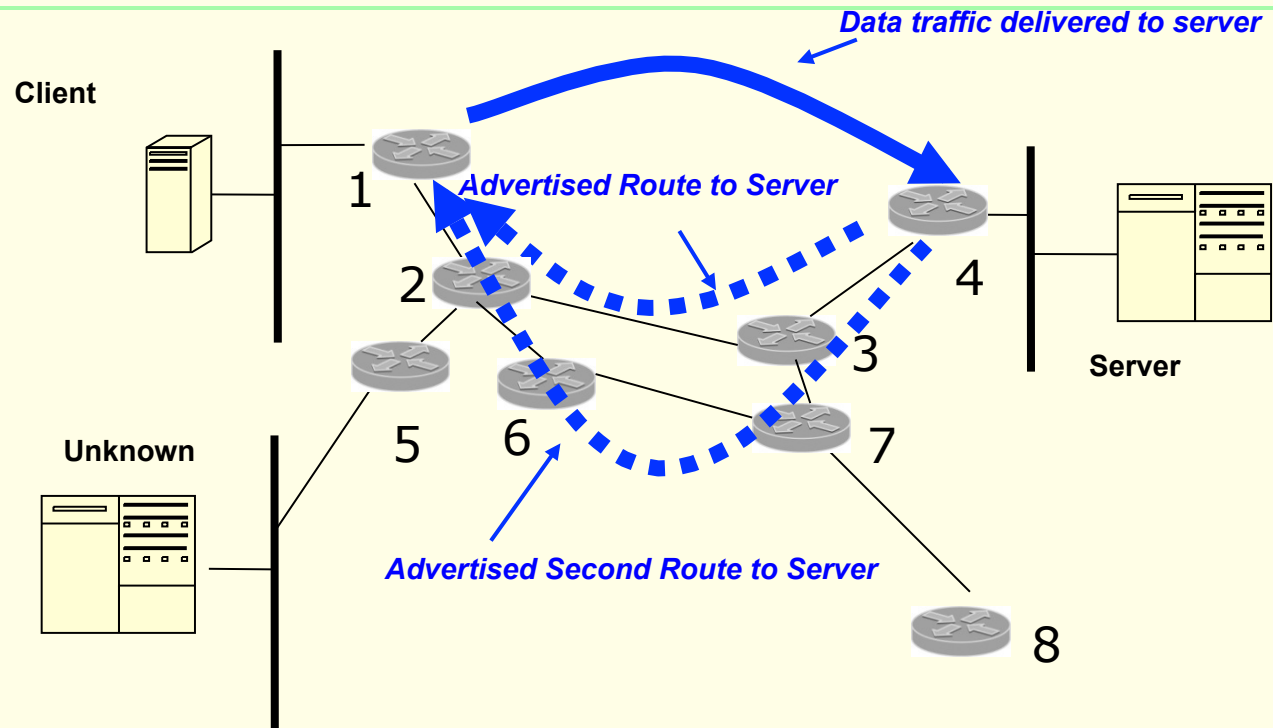 Data traffic delivered to server
Client
1
Advertised Route to Server
2
4
3
Server
5
6
7
Unknown
Advertised Second Route to Server
8